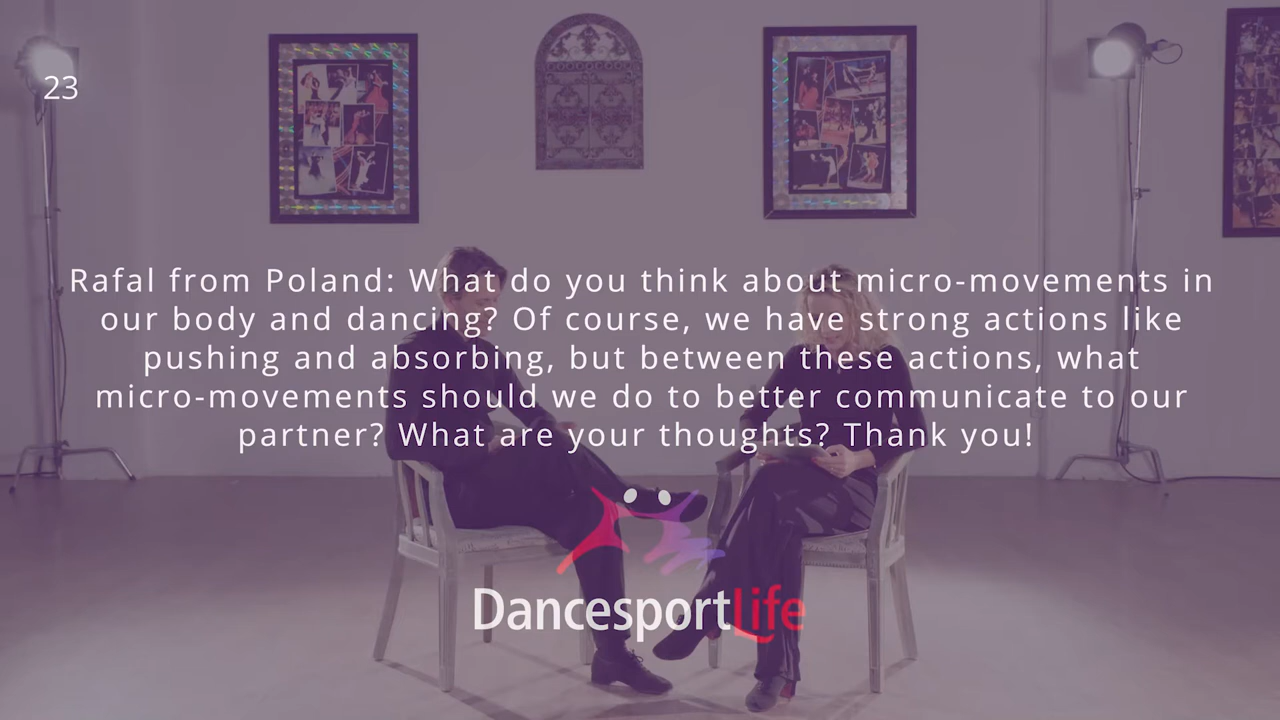 23
Rafal from Poland: What do you think about micro-movements in
our body and dancing? Of course, we have strong actions like
pushing and absorbing, but between these actions, what
micro-movements should we do to better communicate to our
partner? What are your thoughts? Thank you!
DancesportLife